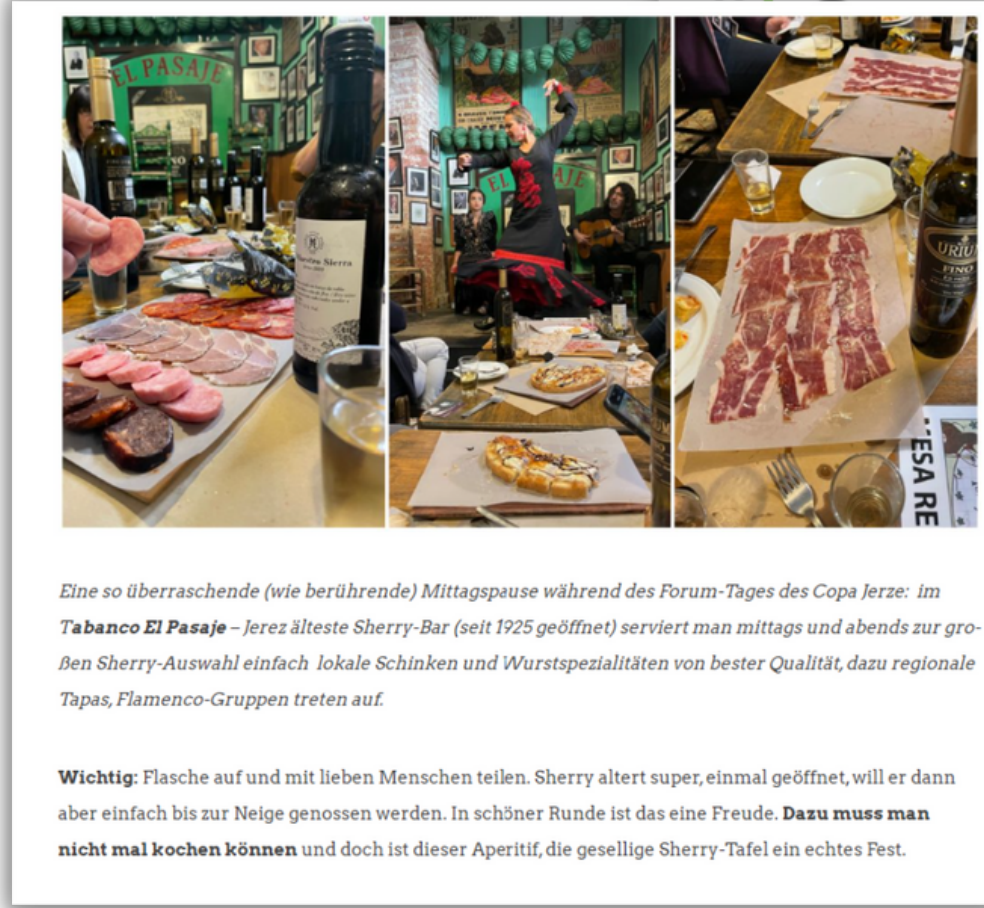 EL PASAJE
FINO
M
Maestro Sierra
EL PASAJE
URIUM
FINO
MESA RE
Eine so überraschende (wie berührende) Mittagspause während des Forum-Tages des Copa Jerze: im
Tabanco El Pasaje – Jerez älteste Sherry-Bar (seit 1925 geöffnet) serviert man mittags und abends zur gro-
ßen Sherry-Auswahl einfach lokale Schinken und Wurstspezialitäten von bester Qualität, dazu regionale
Tapas, Flamenco-Gruppen treten auf.
Wichtig: Flasche auf und mit lieben Menschen teilen. Sherry altert super, einmal geöffnet, will er dann
aber einfach bis zur Neige genossen werden. In schöner Runde ist das eine Freude. Dazu muss man
nicht mal kochen können und doch ist dieser Aperitif, die gesellige Sherry-Tafel ein echtes Fest.